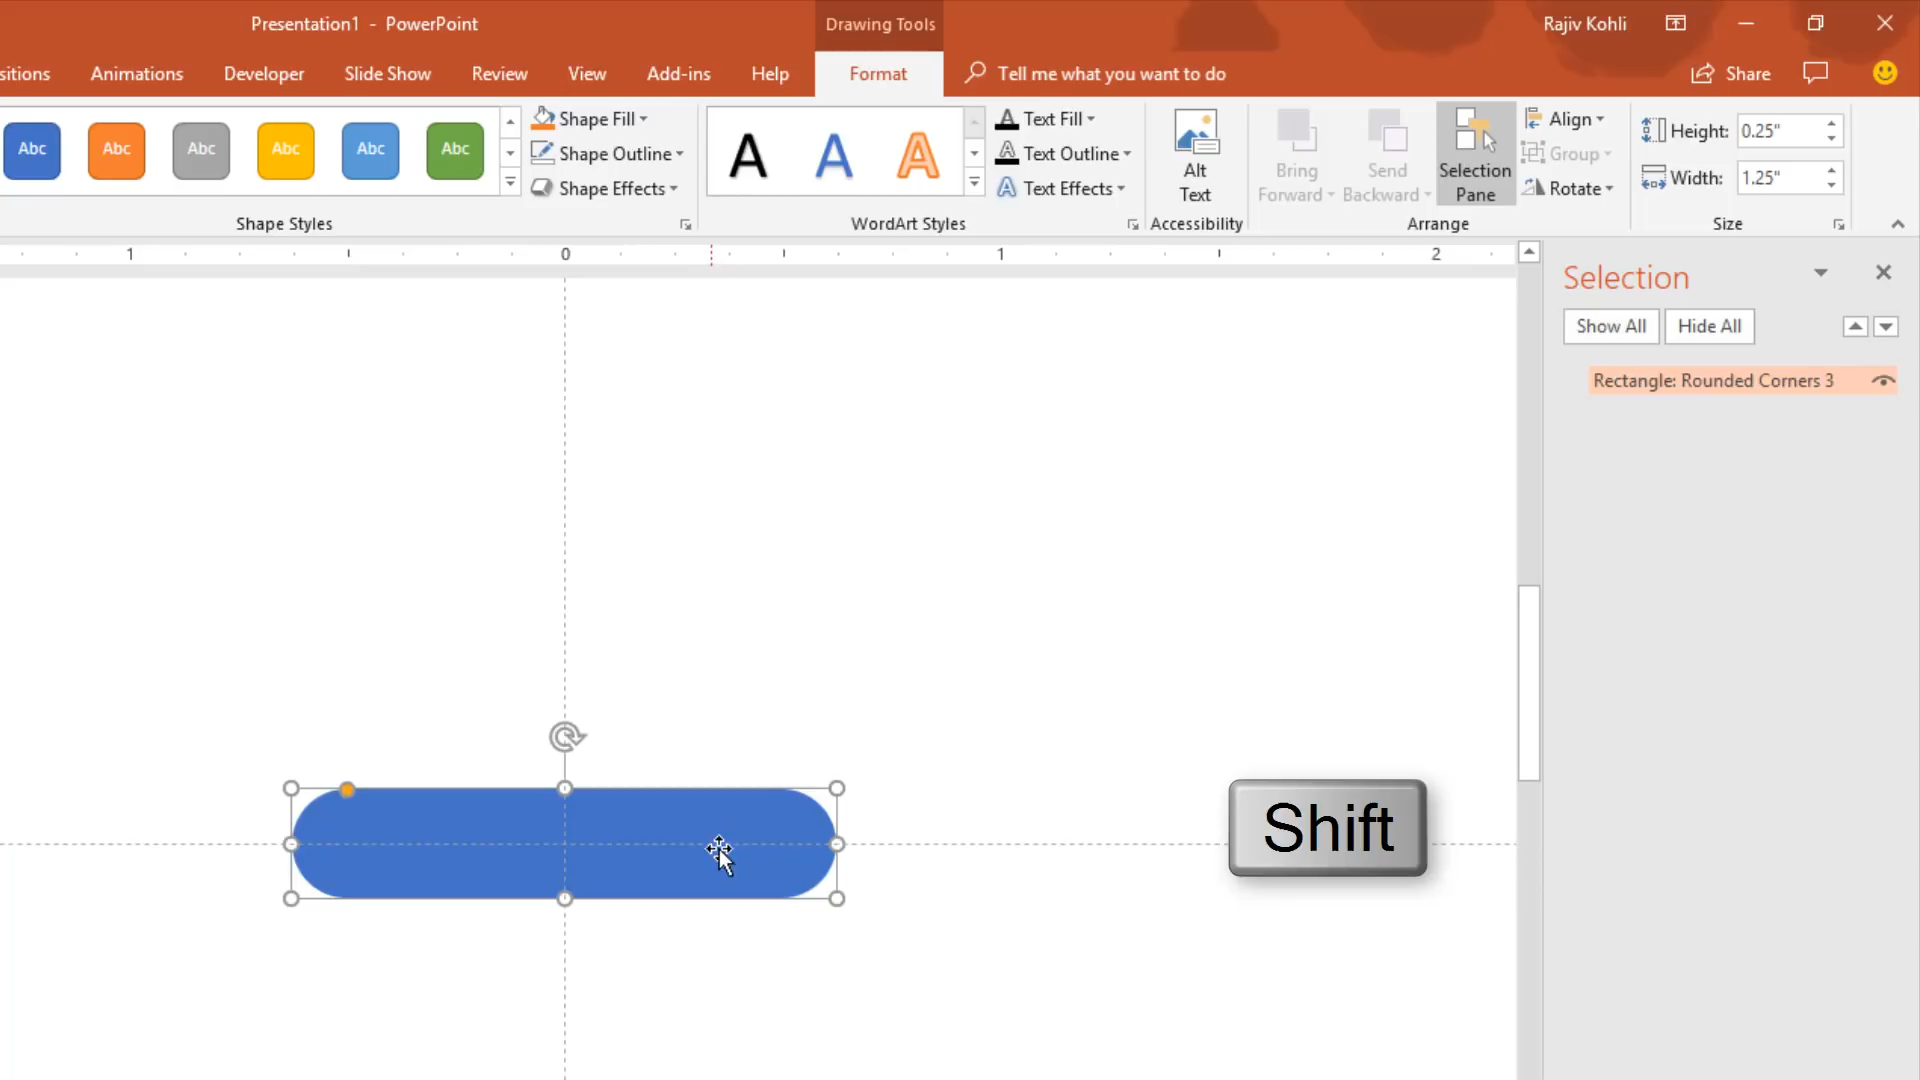 Presentation1 - PowerPoint
Drawing Tools
Rajiv Kohli
sitions
Animations
Developer
Slide Show
Review
View
Add-ins
Help
Format
Tell me what you want to do
Share
Abc
Abc
Abc
Abc
Abc
Abc
Shape Fill
Shape Outline
Shape Effects
Shape Styles
A
A
A
Text Fill
Text Outline
Text Effects
WordArt Styles
Alt
Text
Accessibility
Bring
Forward
Send
Backward
Selection
Pane
Align
Group
Rotate
Arrange
Height: 0.25"
Width: 1.25"
Size
1
0
1
2
Selection
Show All
Hide All
Rectangle: Rounded Corners 3
Shift